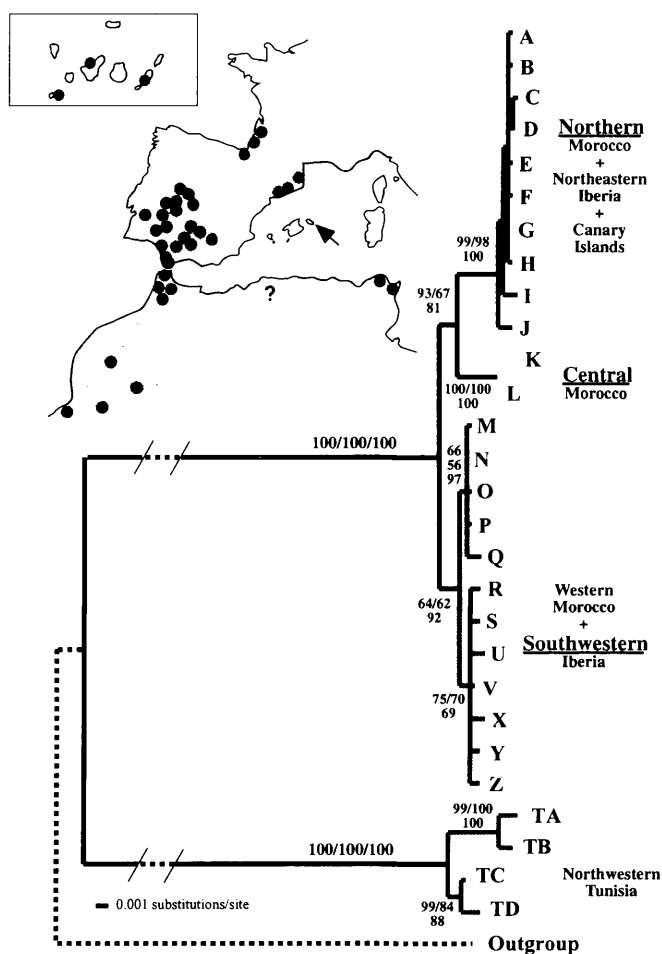 A
B
C
D
E
F
G
H
I
J
K
L
M
N
O
P
Q
R
S
U
V
X
Y
Z
TA
TB
TC
TD
Outgroup
Northern
Morocco
+
Northeastern
Iberia
+
Canary
Islands
Central
Morocco
Western
Morocco
+
Southwestern
Iberia
Northwestern
Tunisia
?
99/98
100
93/67
81
100/100
100
100/100/100
66
56
97
64/62
92
75/70
69
99/100
100
100/100/100
99/84
88
0.001 substitutions/site